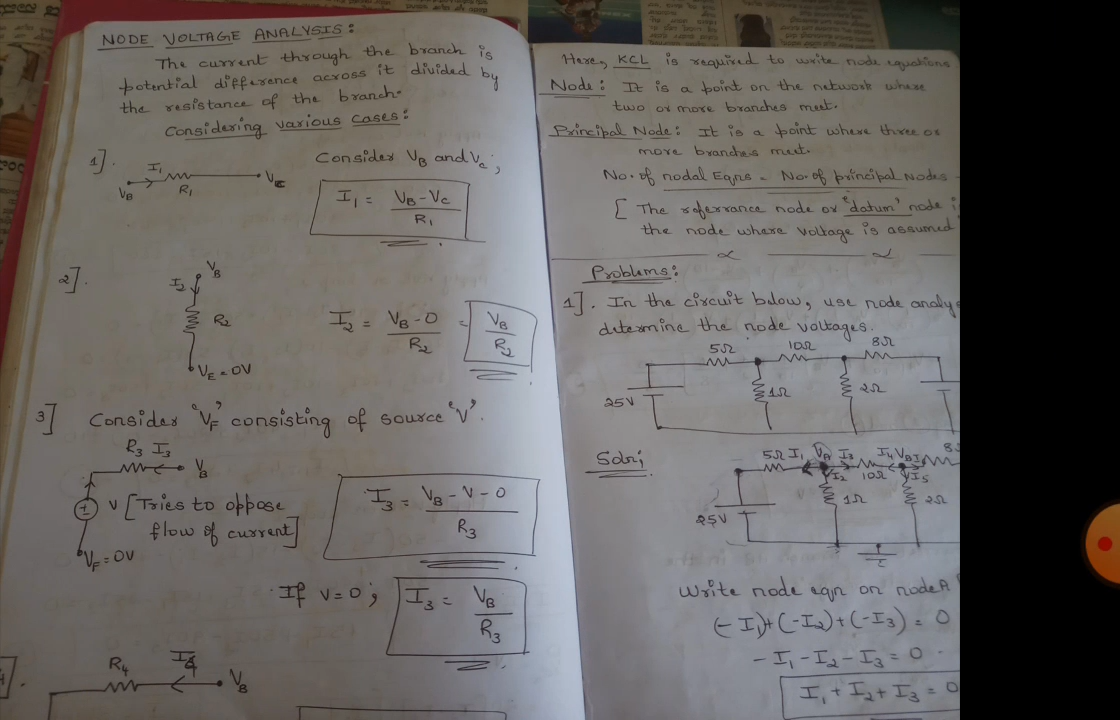 NODE VOLTAGE ANALYSIS:
The current through the branch is
potential difference across it divided by
the resistance of the branch.
Considering various cases:
1].
I1
VB
R1
Consider VB and Vc;
I1 = VB - VC
R1
2].
VB
I2
R2
VE = 0V
I2 = VB - 0 = VB
R2 R2
3] Consider 'VF' consisting of source 'V'.
R3 I3
VB
V [Tries to oppose
flow of current]
VF = 0V
I3 = VB - V - 0
R3
If V=0; I3 = VB
R3
R4
VB
Here, KCL is required to write node equations
Node: It is a point on the network where
two or more branches meet.
Principal Node: It is a point where three or
more branches meet.
No. of nodal Eqns = No. of principal Nodes -
[ The referrance node or "datum" node i
the node where voltage is assumed
Problems:
1]. In the circuit below, use node analy
determine the node voltages.
5Ω 10Ω 8Ω
1Ω 2Ω
25V
Soln;
5Ω I1 VA I3 I4 VB
I2 10Ω I5
1Ω 2Ω
25V
Write node eqn on node A
(-I1)+(-I2)+(-I3) = 0
-I1-I2-I3 = 0
I1+I2+I3 = 0